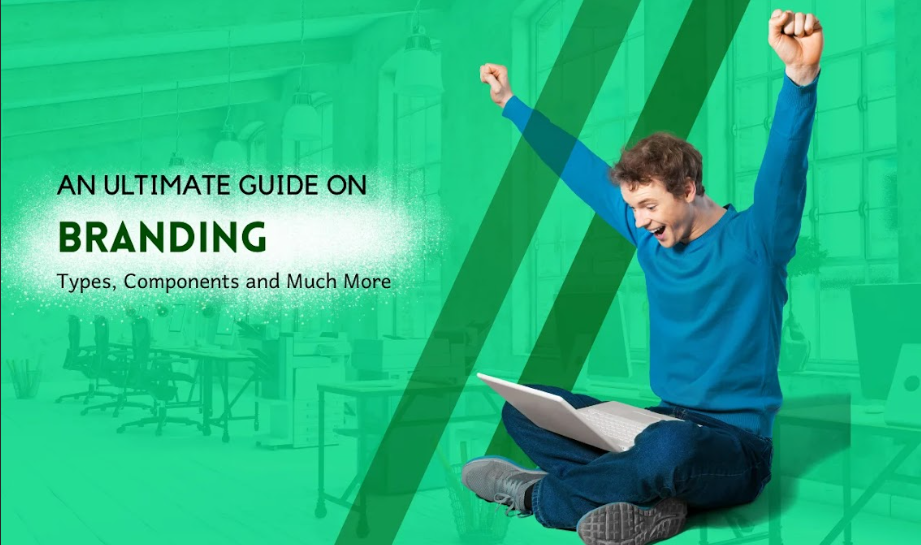 AN ULTIMATE GUIDE ON
BRANDING
Types, Components and Much More